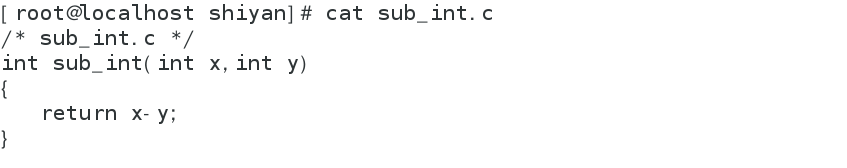 [root@localhost shiyan]# cat sub_int.c
/* sub_int.c */
int sub_int(int x,int y)
{
    return x-y;
}